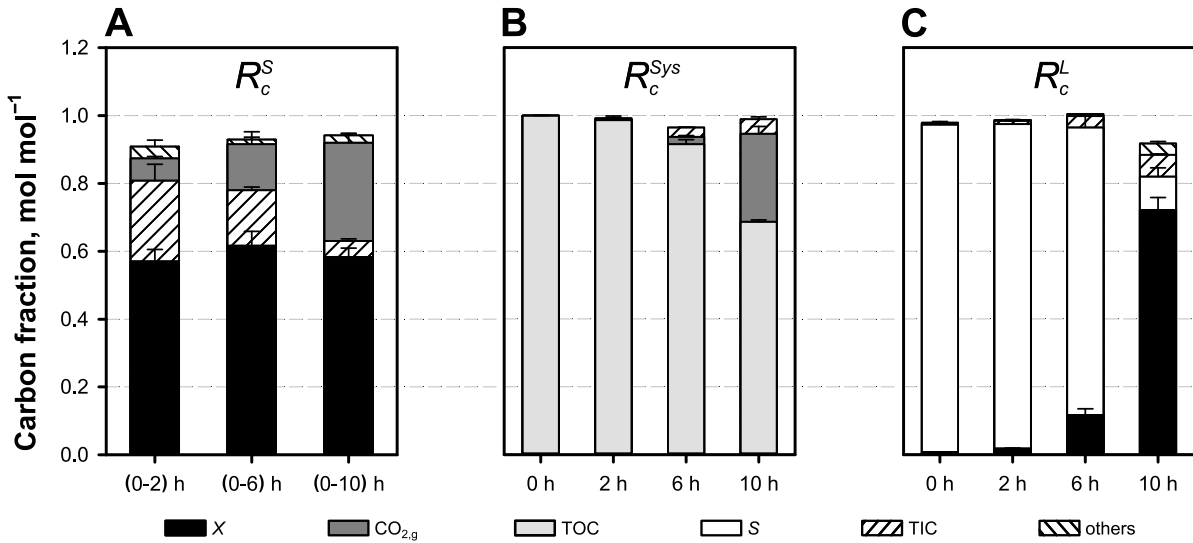 A B C
R_c^S R_c^Sys R_c^L
Carbon fraction, mol mol⁻¹
1.2
1.0
0.8
0.6
0.4
0.2
0.0
(0-2) h (0-6) h (0-10) h 0 h 2 h 6 h 10 h 0 h 2 h 6 h 10 h
X CO₂,g TOC S TIC others